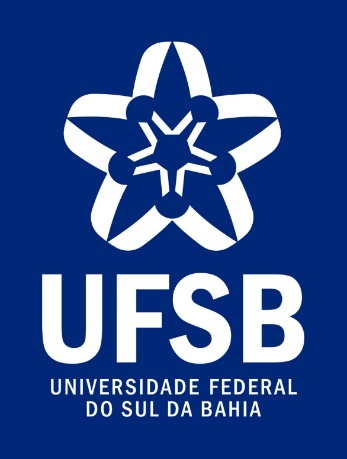 UFSB
UNIVERSIDADE FEDERAL
DO SUL DA BAHIA